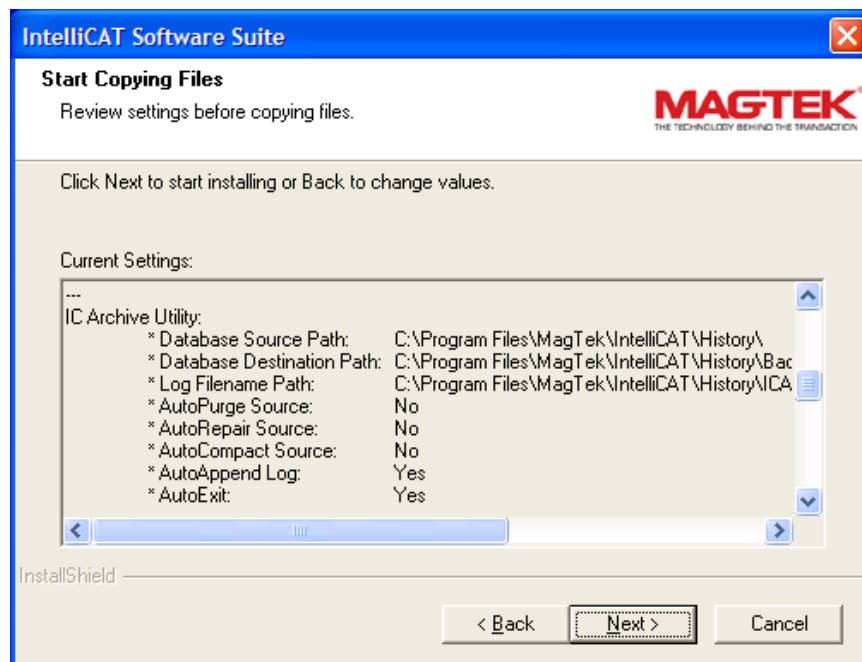 IntelliCAT Software Suite
Start Copying Files
Review settings before copying files.
MAGTEK
THE TECHNOLOGY BEHIND THE TRANSACTION
Click Next to start installing or Back to change values.
Current Settings:
---
IC Archive Utility:
* Database Source Path: C:\Program Files\MagTek\IntelliCAT\History\
* Database Destination Path: C:\Program Files\MagTek\IntelliCAT\History\Bac
* Log Filename Path: C:\Program Files\MagTek\IntelliCAT\History\ICA
* AutoPurge Source: No
* AutoRepair Source: No
* AutoCompact Source: No
* AutoAppend Log: Yes
* AutoExit: Yes
InstallShield
< Back Next > Cancel